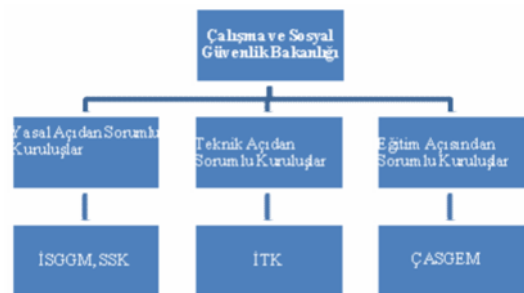 Çalışma ve Sosyal
Güvenlik Bakanlığı
Yasal Açıdan Sorumlu
Kuruluşlar
Teknik Açıdan
Sorumlu Kuruluşlar
Eğitim Açısından
Sorumlu Kuruluşlar
İSGGM, SSK
İTK
ÇASGEM